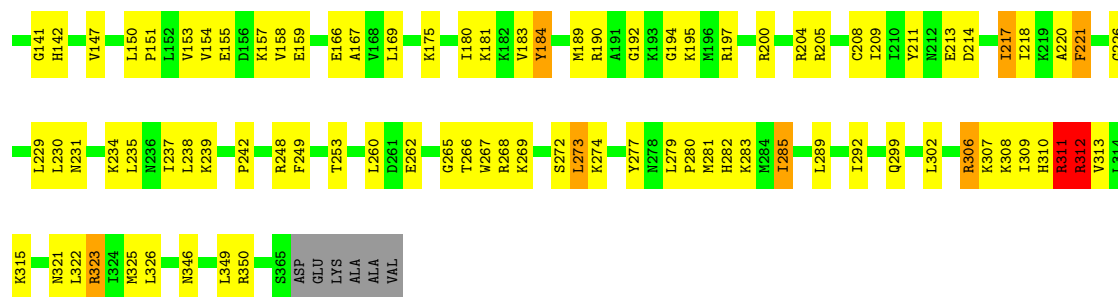 G141 H142 V147 L150 P151 L152 V153 V154 E155 D156 K157 V158 E159 E166 A167 V168 L169 K175 I180 K181 K182 V183 Y184 M189 R190 A191 G192 K193 G194 K195 M196 R197 R200 R204 R205 C208 I209 I210 Y211 N212 E213 D214 I217 I218 K219 A220 F221
L229 L230 N231 K234 L235 N236 I237 L238 K239 P242 R248 F249 T253 L260 D261 E262 G265 T266 W267 R268 K269 S272 L273 K274 Y277 N278 L279 P280 M281 H282 K283 M284 I285 L289 I292 Q299 L302 R306 K307 K308 I309 H310 R311 R312 V313 L314
K315 N321 L322 R323 I324 M325 L326 N346 L349 R350 S365 ASP GLU LYS ALA ALA VAL